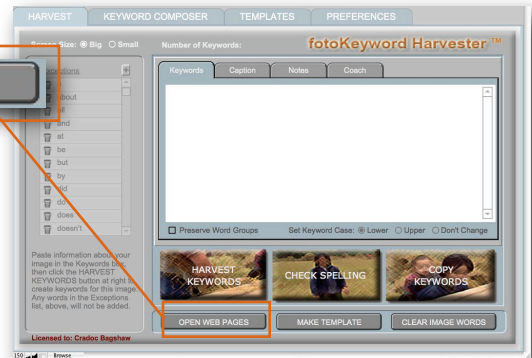 HARVEST
KEYWORD COMPOSER
TEMPLATES
PREFERENCES
Size: Big Small
Number of Keywords:
fotoKeyword Harvester™
Keywords
Caption
Notes
Coach
about
and
at
be
but
by
did
do
does
doesn't
Preserve Word Groups
Set Keyword Case: Lower Upper Don't Change
Paste information about your
image in the Keywords box,
then click the HARVEST
KEYWORDS button at right to
create keywords for this image.
Any words in the Exceptions
list, above, will not be added.
HARVEST
KEYWORDS
CHECK SPELLING
COPY
KEYWORDS
OPEN WEB PAGES
MAKE TEMPLATE
CLEAR IMAGE WORDS
Licensed to: Cradoc Bagshaw
150
Browse